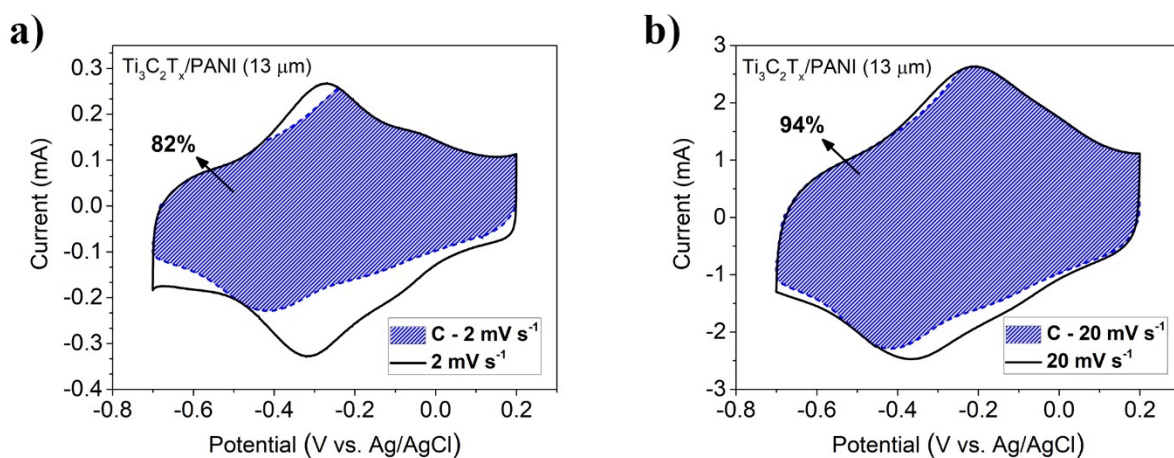 a)
Ti₃C₂Tₓ/PANI (13 μm)
82%
0.3
0.2
0.1
0.0
-0.1
-0.2
-0.3
-0.4
Current (mA)
C - 2 mV s⁻¹
2 mV s⁻¹
-0.8 -0.6 -0.4 -0.2 0.0 0.2
Potential (V vs. Ag/AgCl)
b)
Ti₃C₂Tₓ/PANI (13 μm)
94%
3
2
1
0
-1
-2
-3
Current (mA)
C - 20 mV s⁻¹
20 mV s⁻¹
-0.8 -0.6 -0.4 -0.2 0.0 0.2
Potential (V vs. Ag/AgCl)